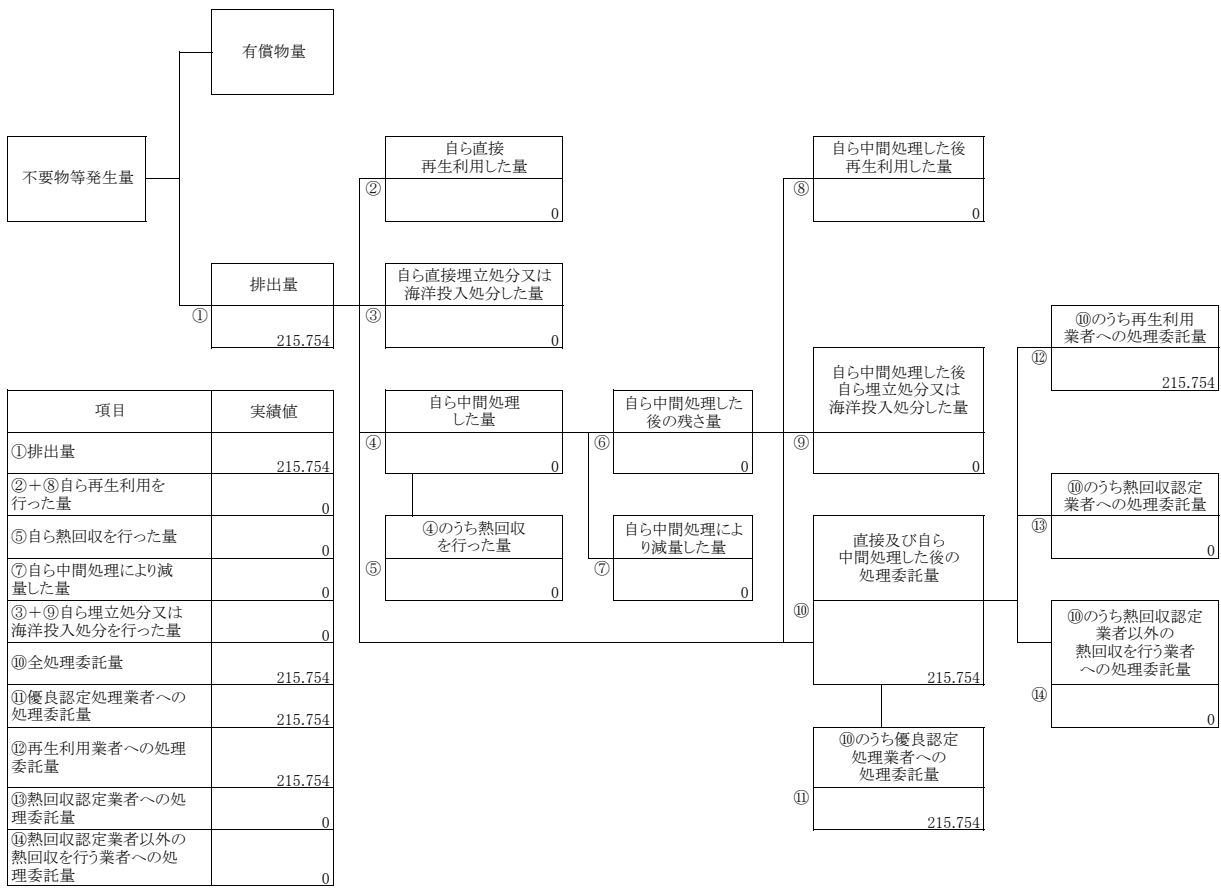 有償物量
不要物等発生量
自ら直接
再生利用した量
②
0
自ら中間処理した後
再生利用した量
⑧
0
排出量
①
215.754
自ら直接埋立処分又は
海洋投入処分した量
③
0
⑩のうち再生利用
業者への処理委託量
⑫
215.754
自ら中間処理
した量
④
0
自ら中間処理した
後の残さ量
⑥
0
自ら中間処理した後
自ら埋立処分又は
海洋投入処分した量
⑨
0
⑩のうち熱回収認定
業者への処理委託量
⑬
0
④のうち熱回収
を行った量
⑤
0
自ら中間処理によ
り減量した量
⑦
0
直接及び自ら
中間処理した後の
処理委託量
⑩
215.754
⑩のうち熱回収認定
業者以外の
熱回収を行う業者
への処理委託量
⑭
0
⑩のうち優良認定
処理業者への
処理委託量
⑪
215.754
項目 実績値
①排出量
215.754
②+⑧自ら再生利用を
行った量
0
⑤自ら熱回収を行った量
0
⑦自ら中間処理により減
量した量
0
③+⑨自ら埋立処分又は
海洋投入処分を行った量
0
⑩全処理委託量
215.754
⑪優良認定処理業者への
処理委託量
215.754
⑫再生利用業者への処理
委託量
215.754
⑬熱回収認定業者への処
理委託量
0
⑭熱回収認定業者以外の
熱回収を行う業者への処
理委託量
0